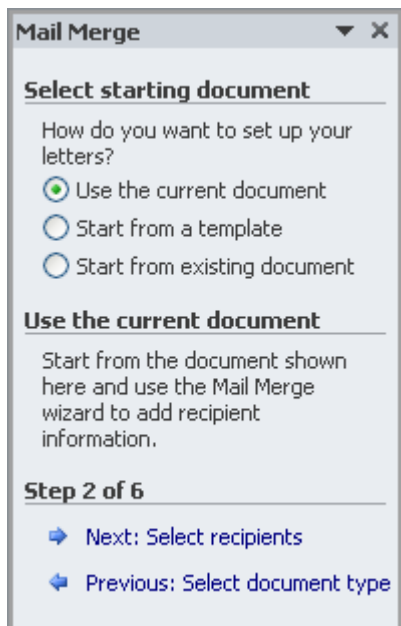 Mail Merge
Select starting document
How do you want to set up your
letters?
Use the current document
Start from a template
Start from existing document
Use the current document
Start from the document shown
here and use the Mail Merge
wizard to add recipient
information.
Step 2 of 6
Next: Select recipients
Previous: Select document type